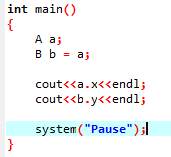 int main()
{
A a;
B b = a;
cout<<a.x<<endl;
cout<<b.y<<endl;
system("Pause");
}